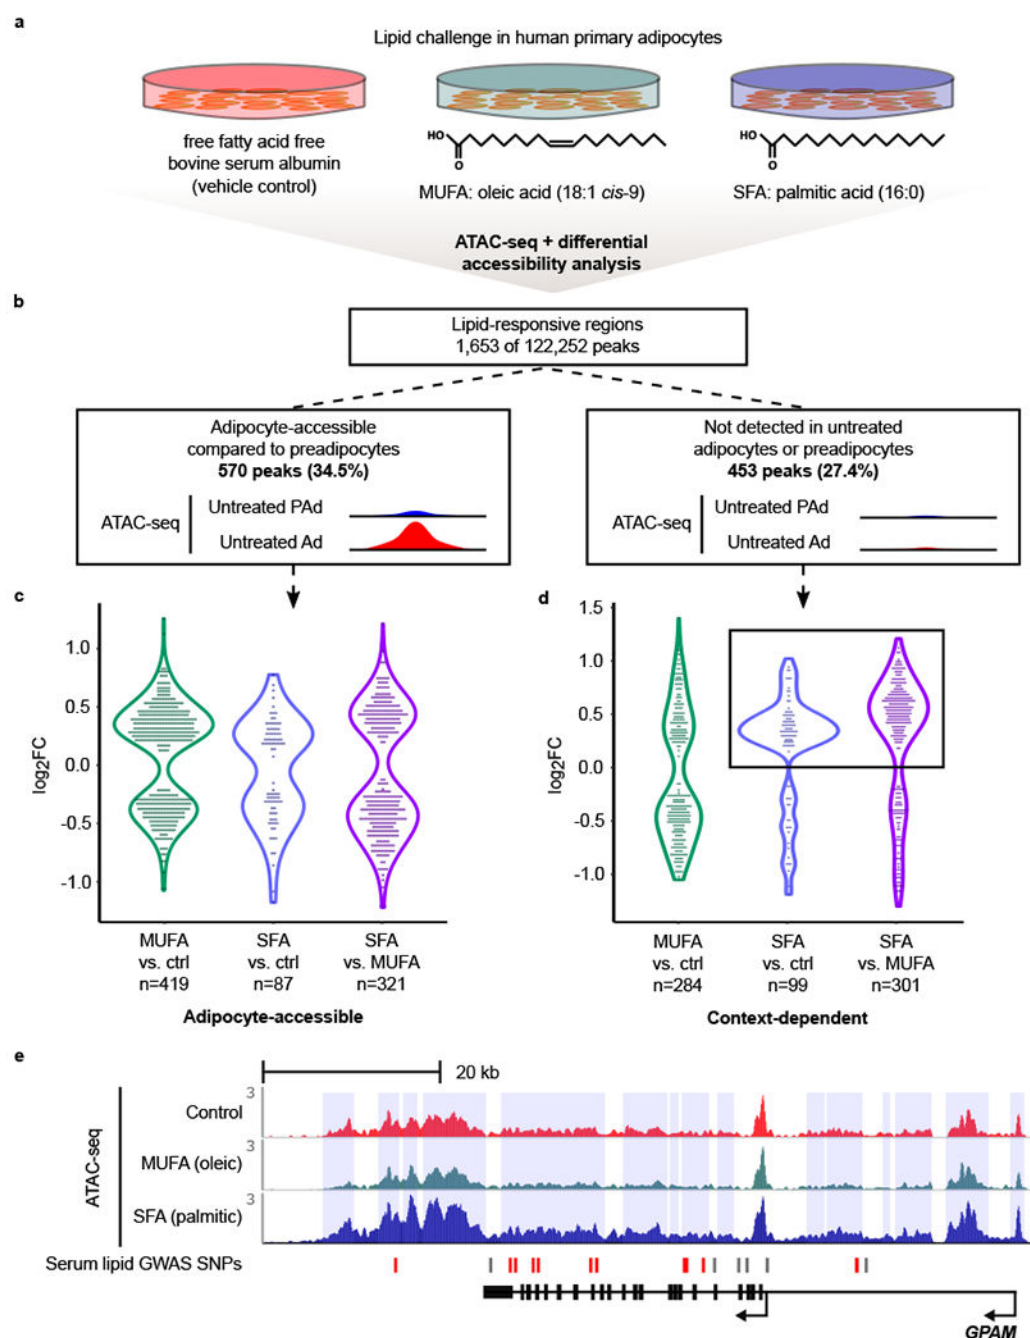 a
Lipid challenge in human primary adipocytes
free fatty acid free
bovine serum albumin
(vehicle control)
HO
O
MUFA: oleic acid (18:1 cis-9)
HO
O
SFA: palmitic acid (16:0)
ATAC-seq + differential
accessibility analysis
b
Lipid-responsive regions
1,653 of 122,252 peaks
Adipocyte-accessible
compared to preadipocytes
570 peaks (34.5%)
ATAC-seq
Untreated PAd
Untreated Ad
Not detected in untreated
adipocytes or preadipocytes
453 peaks (27.4%)
ATAC-seq
Untreated PAd
Untreated Ad
c
log2FC
1.0
0.5
0.0
-0.5
-1.0
MUFA
vs. ctrl
n=419
SFA
vs. ctrl
n=87
SFA
vs. MUFA
n=321
Adipocyte-accessible
d
log2FC
1.5
1.0
0.5
0.0
-0.5
-1.0
MUFA
vs. ctrl
n=284
SFA
vs. ctrl
n=99
SFA
vs. MUFA
n=301
Context-dependent
e
20 kb
ATAC-seq
3
Control
3
MUFA (oleic)
3
SFA (palmitic)
Serum lipid GWAS SNPs
GPAM